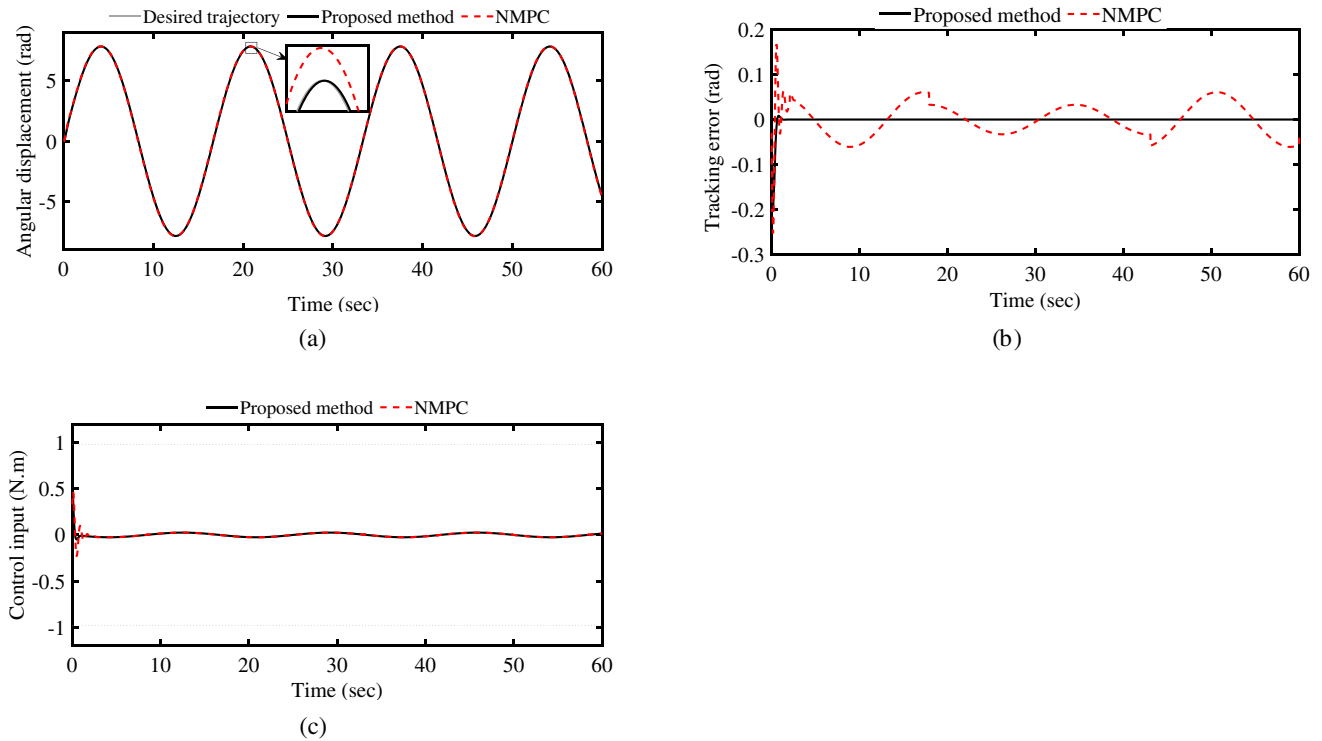 Desired trajectory Proposed method NMPC
Angular displacement (rad)
5
0
-5
0 10 20 30 40 50 60
Time (sec)
(a)
Proposed method NMPC
Tracking error (rad)
0.2
0.1
0
-0.1
-0.2
-0.3
0 10 20 30 40 50 60
Time (sec)
(b)
Proposed method NMPC
Control input (N.m)
1
0.5
0
-0.5
-1
0 10 20 30 40 50 60
Time (sec)
(c)